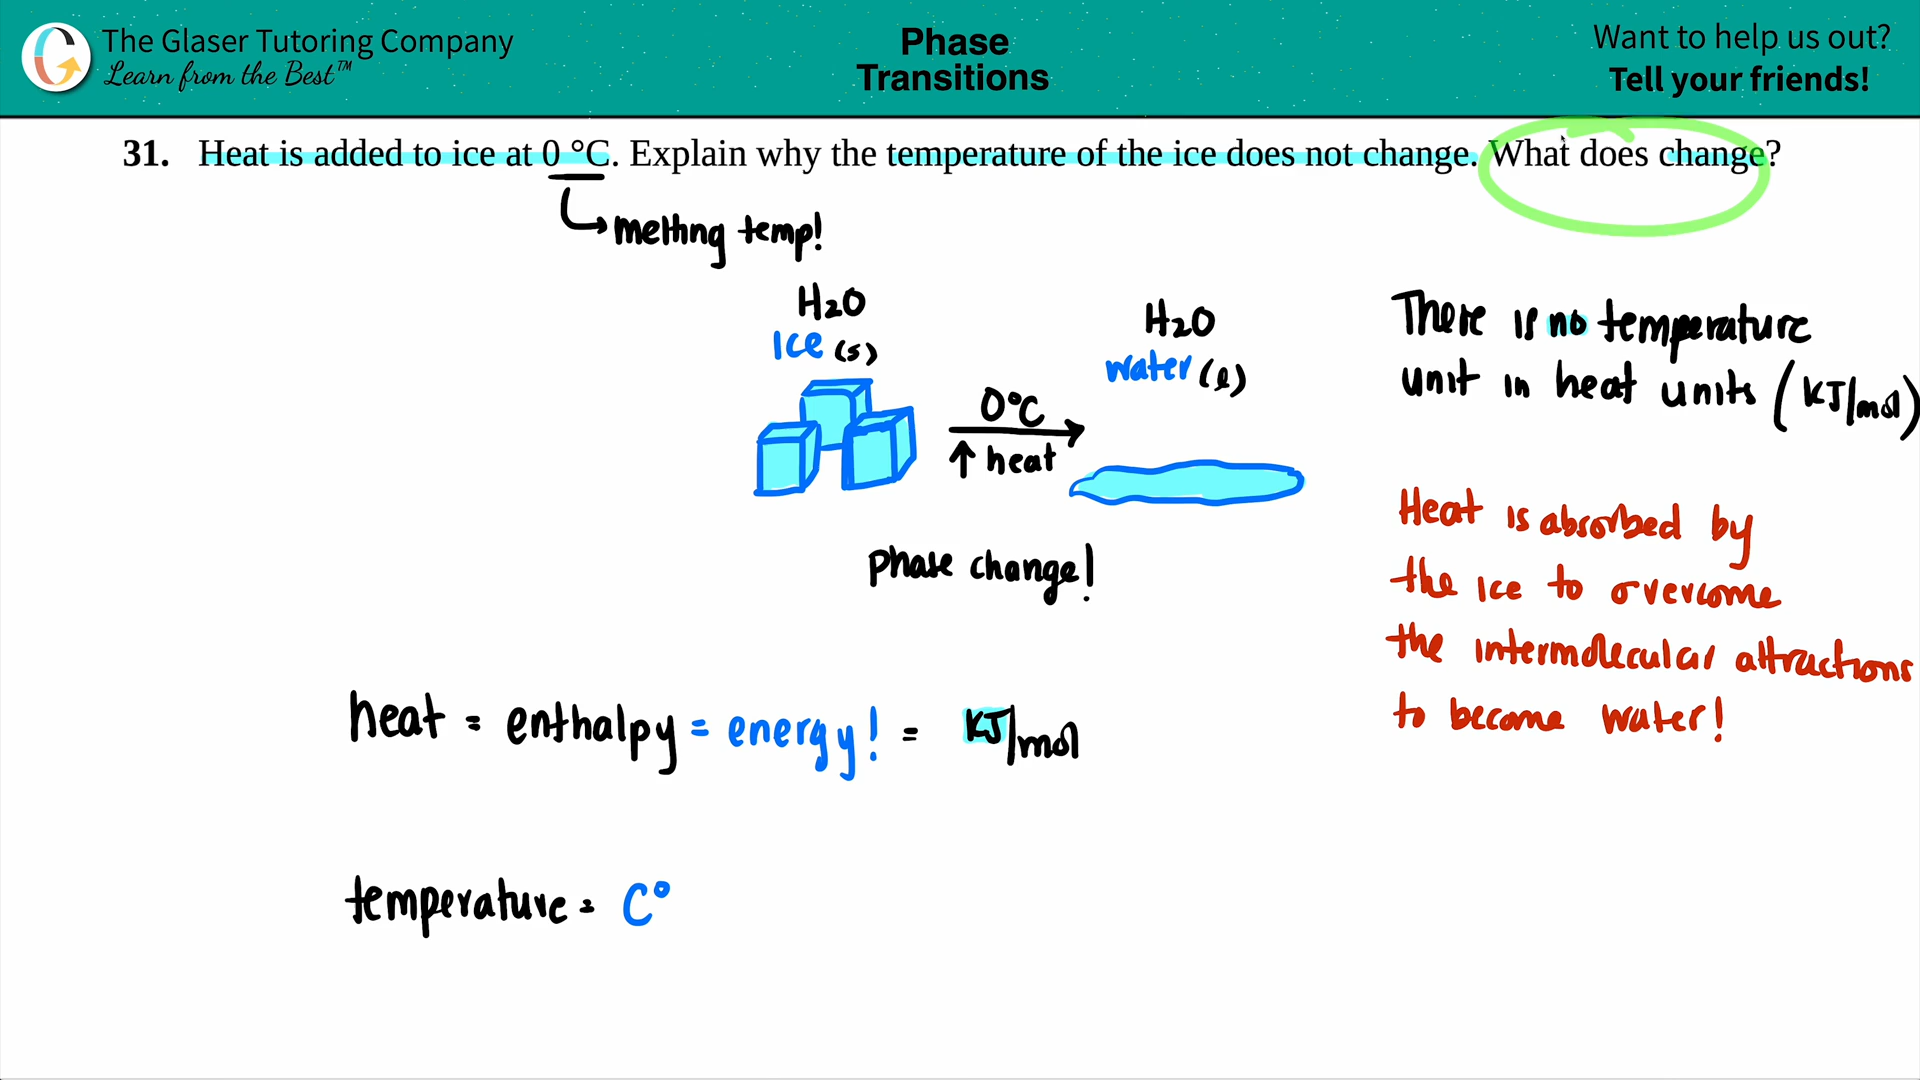 The Glaser Tutoring Company
Learn from the Best™
Phase
Transitions
Want to help us out?
Tell your friends!
31. Heat is added to ice at 0 °C. Explain why the temperature of the ice does not change. What does change?
melting temp!
H2O
Ice (s)
H2O
water (l)
0°C
↑ heat
phase change!
There is no temperature
unit in heat units (KJ/mol)
Heat is absorbed by
the ice to overcome
the intermolecular attractions
to become water!
heat = enthalpy = energy! = KJ/mol
temperature = C°